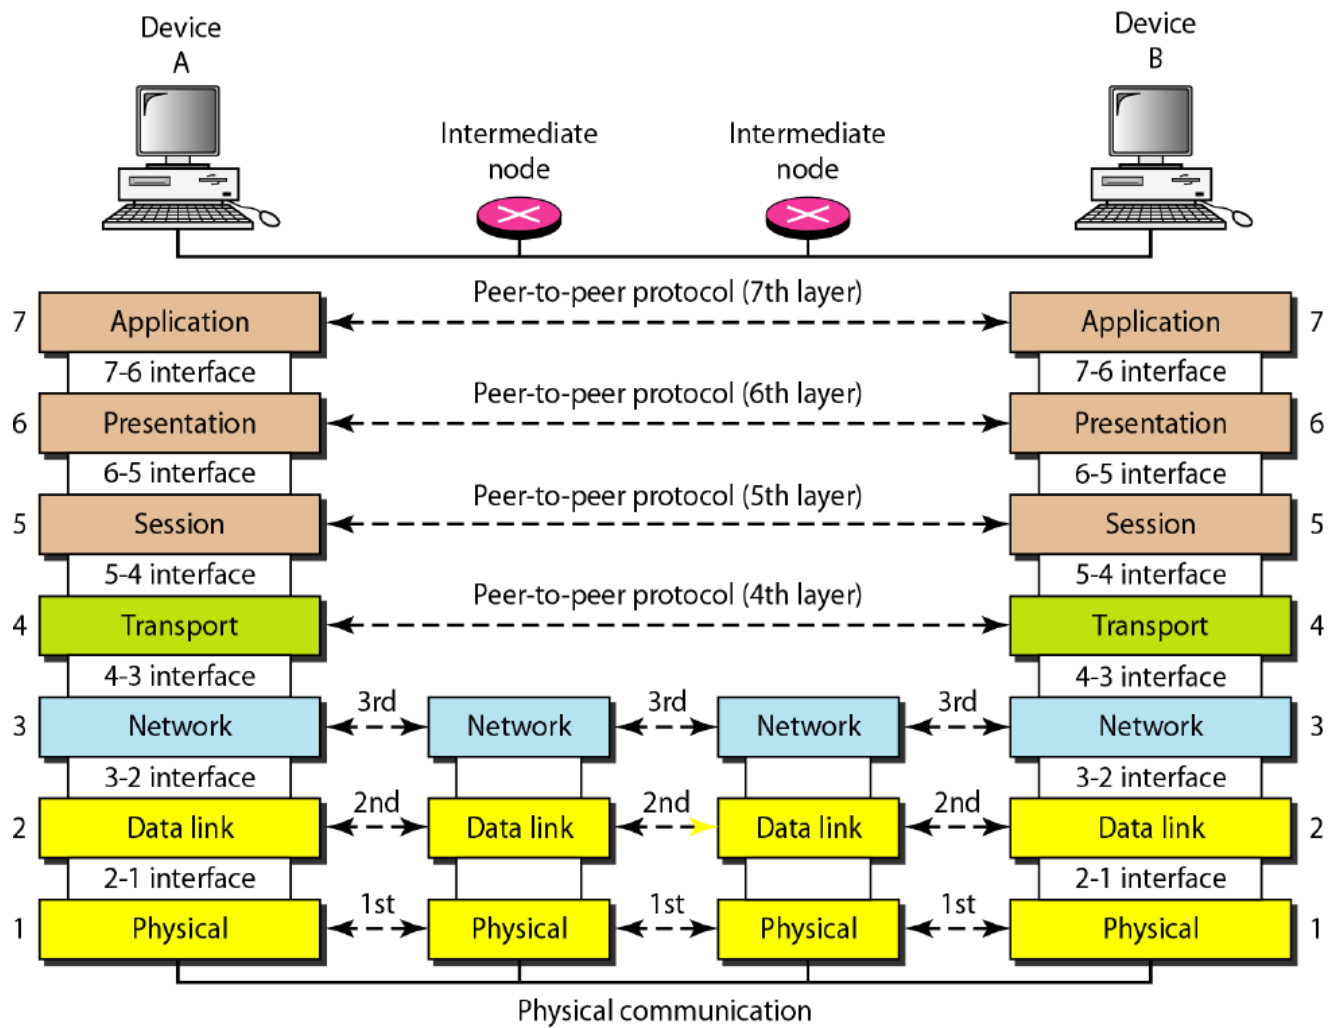 Device
A
Device
B
Intermediate
node
Intermediate
node
Peer-to-peer protocol (7th layer)
7 Application Application 7
7-6 interface 7-6 interface
Peer-to-peer protocol (6th layer)
6 Presentation Presentation 6
6-5 interface 6-5 interface
Peer-to-peer protocol (5th layer)
5 Session Session 5
5-4 interface 5-4 interface
Peer-to-peer protocol (4th layer)
4 Transport Transport 4
4-3 interface 4-3 interface
3rd 3rd 3rd
3 Network Network Network Network 3
3-2 interface 3-2 interface
2nd 2nd 2nd
2 Data link Data link Data link Data link 2
2-1 interface 2-1 interface
1st 1st 1st
1 Physical Physical Physical Physical 1
Physical communication